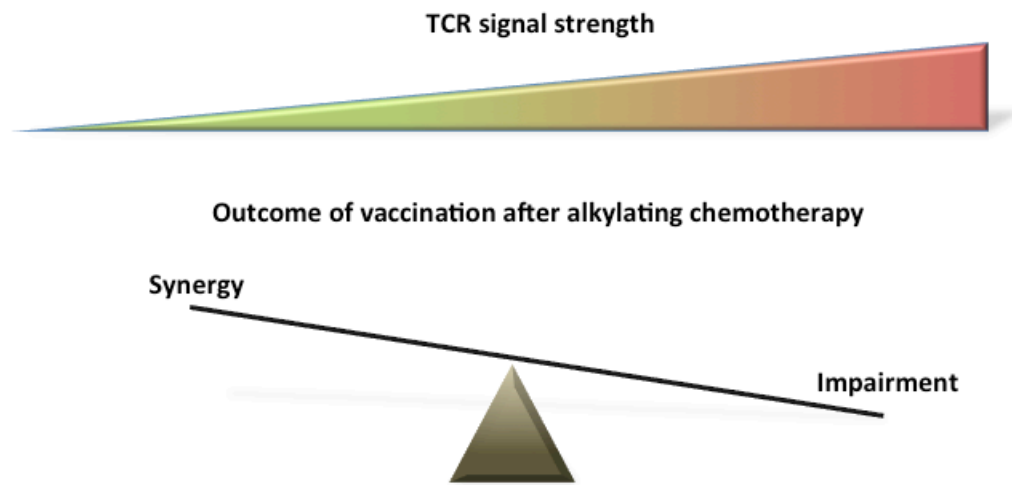 TCR signal strength
Outcome of vaccination after alkylating chemotherapy
Synergy
Impairment